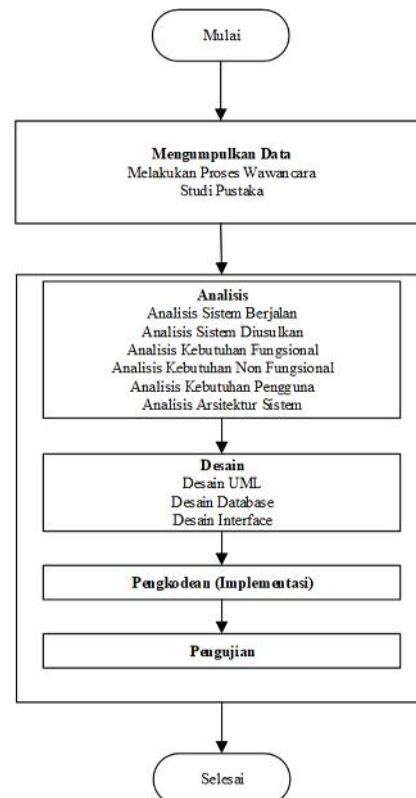 Mulai
Mengumpulkan Data
Melakukan Proses Wawancara
Studi Pustaka
Analisis
Analisis Sistem Berjalan
Analisis Sistem Diusulkan
Analisis Kebutuhan Fungsional
Analisis Kebutuhan Non Fungsional
Analisis Kebutuhan Pengguna
Analisis Arsitektur Sistem
Desain
Desain UML
Desain Database
Desain Interface
Pengkodean (Implementasi)
Pengujian
Selesai